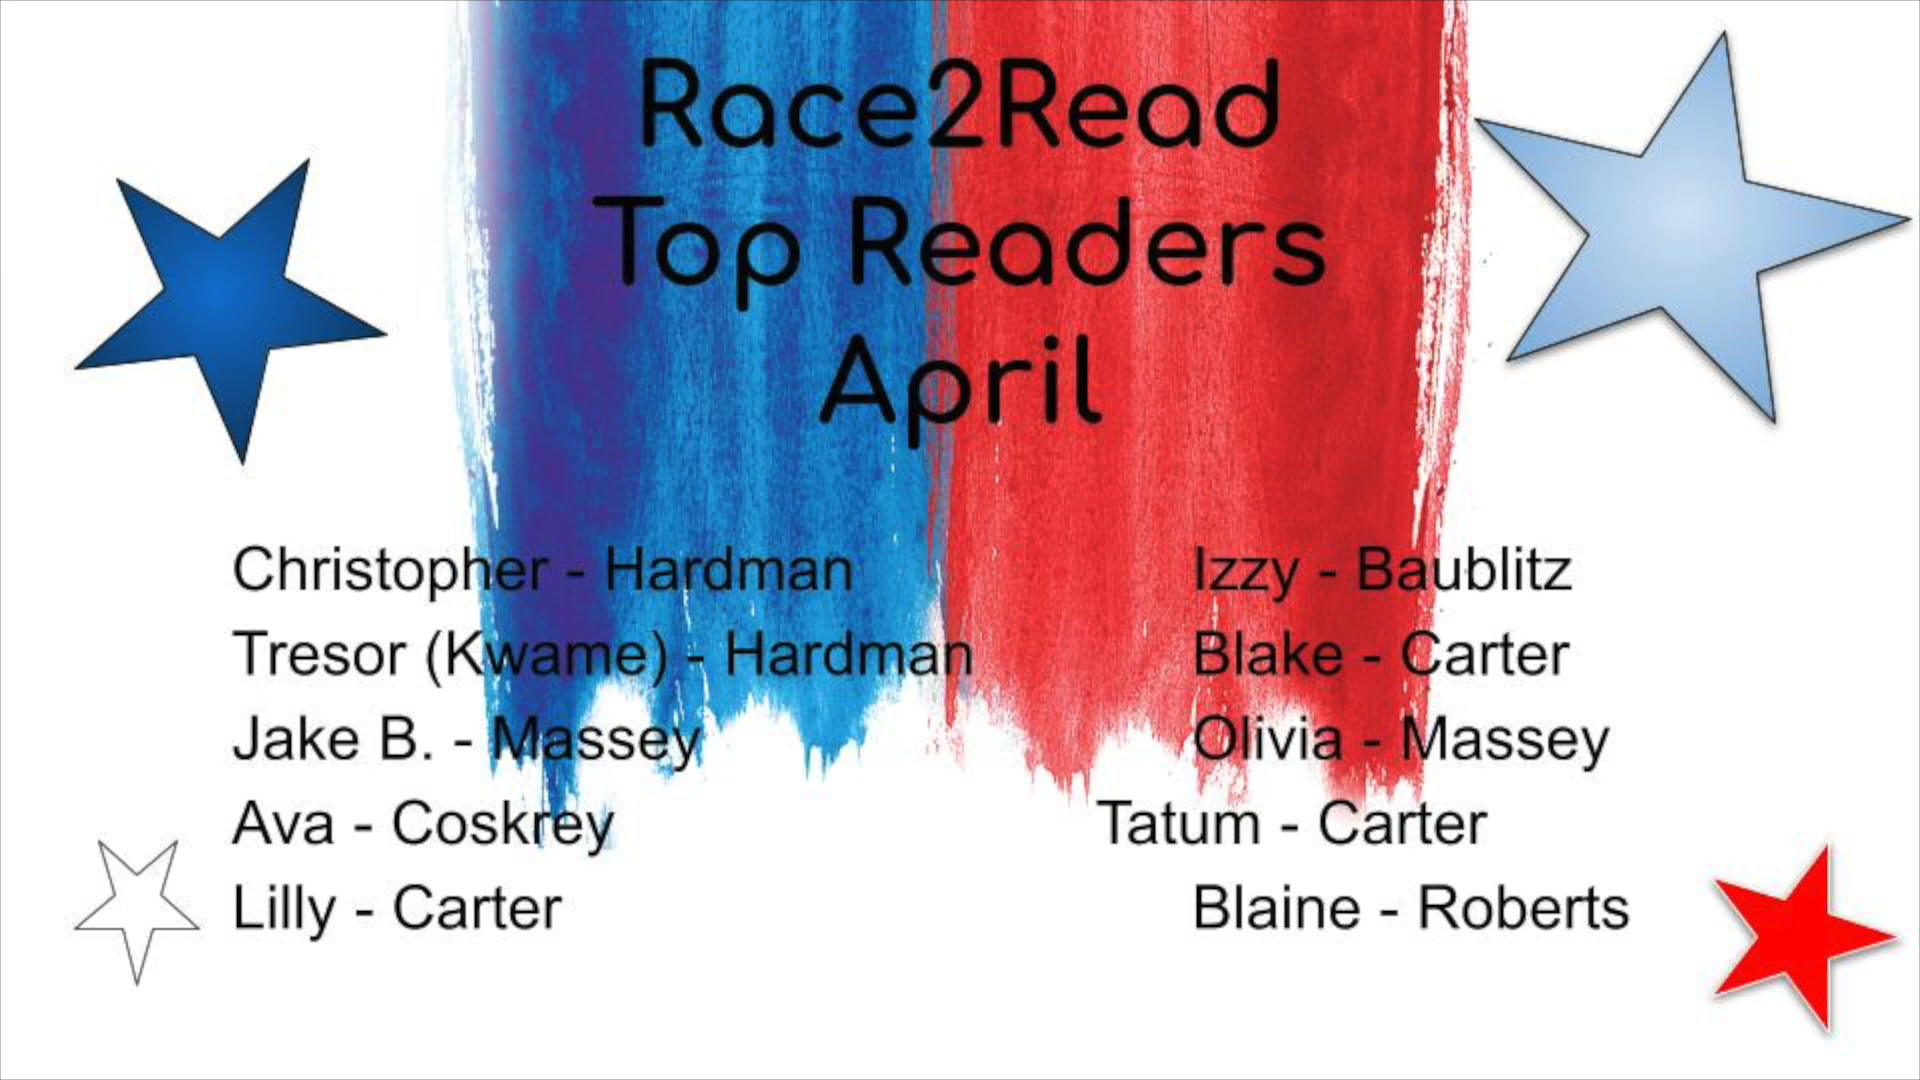 Race2Read
Top Readers
April
Christopher - Hardman
Tresor (Kwame) - Hardman
Jake B. - Massey
Ava - Coskrey
Lilly - Carter
Izzy - Baublitz
Blake - Carter
Olivia - Massey
Tatum - Carter
Blaine - Roberts